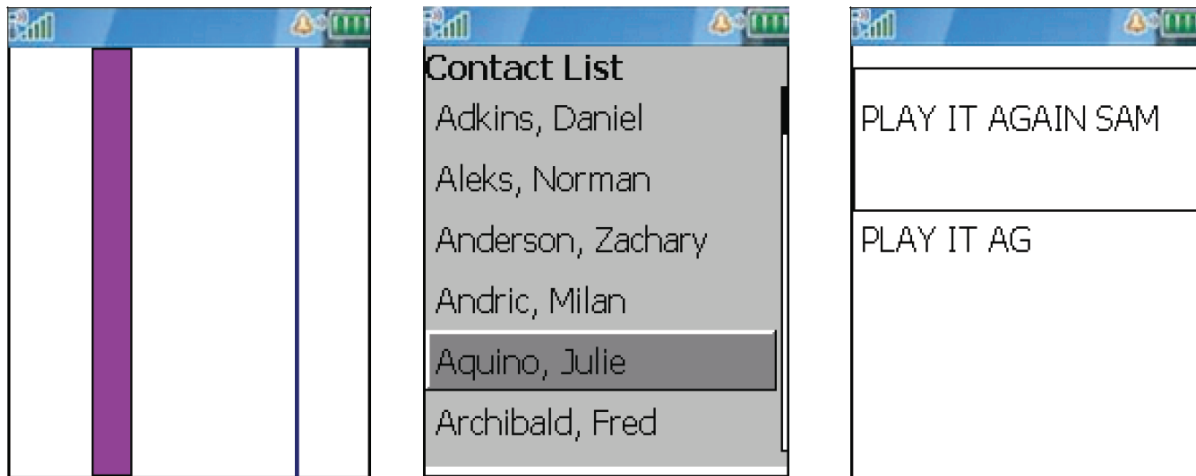 Contact List
Adkins, Daniel
Aleks, Norman
Anderson, Zachary
Andric, Milan
Aquino, Julie
Archibald, Fred
PLAY IT AGAIN SAM
PLAY IT AG